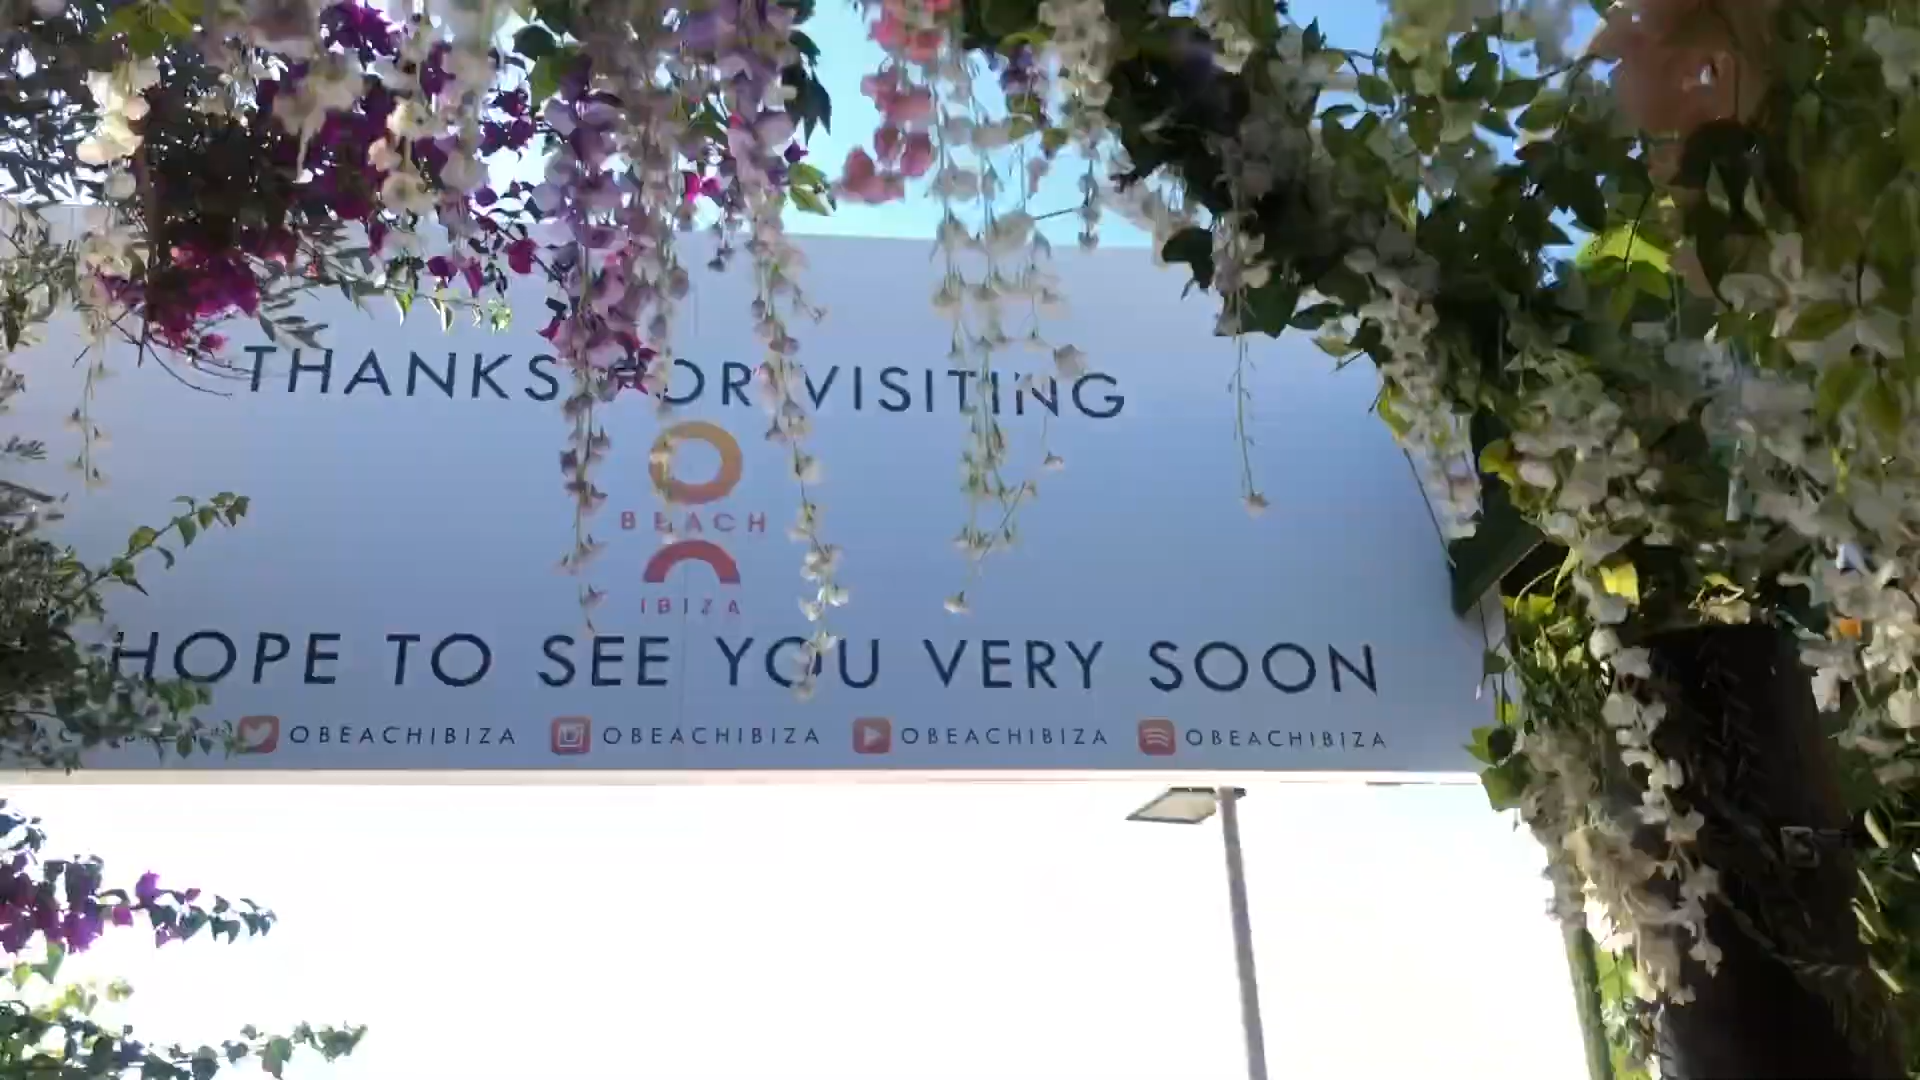 THANKS FOR VISITING
O
BEACH
IBIZA
HOPE TO SEE YOU VERY SOON
OBEACHIBIZA OBEACHIBIZA OBEACHIBIZA OBEACHIBIZA